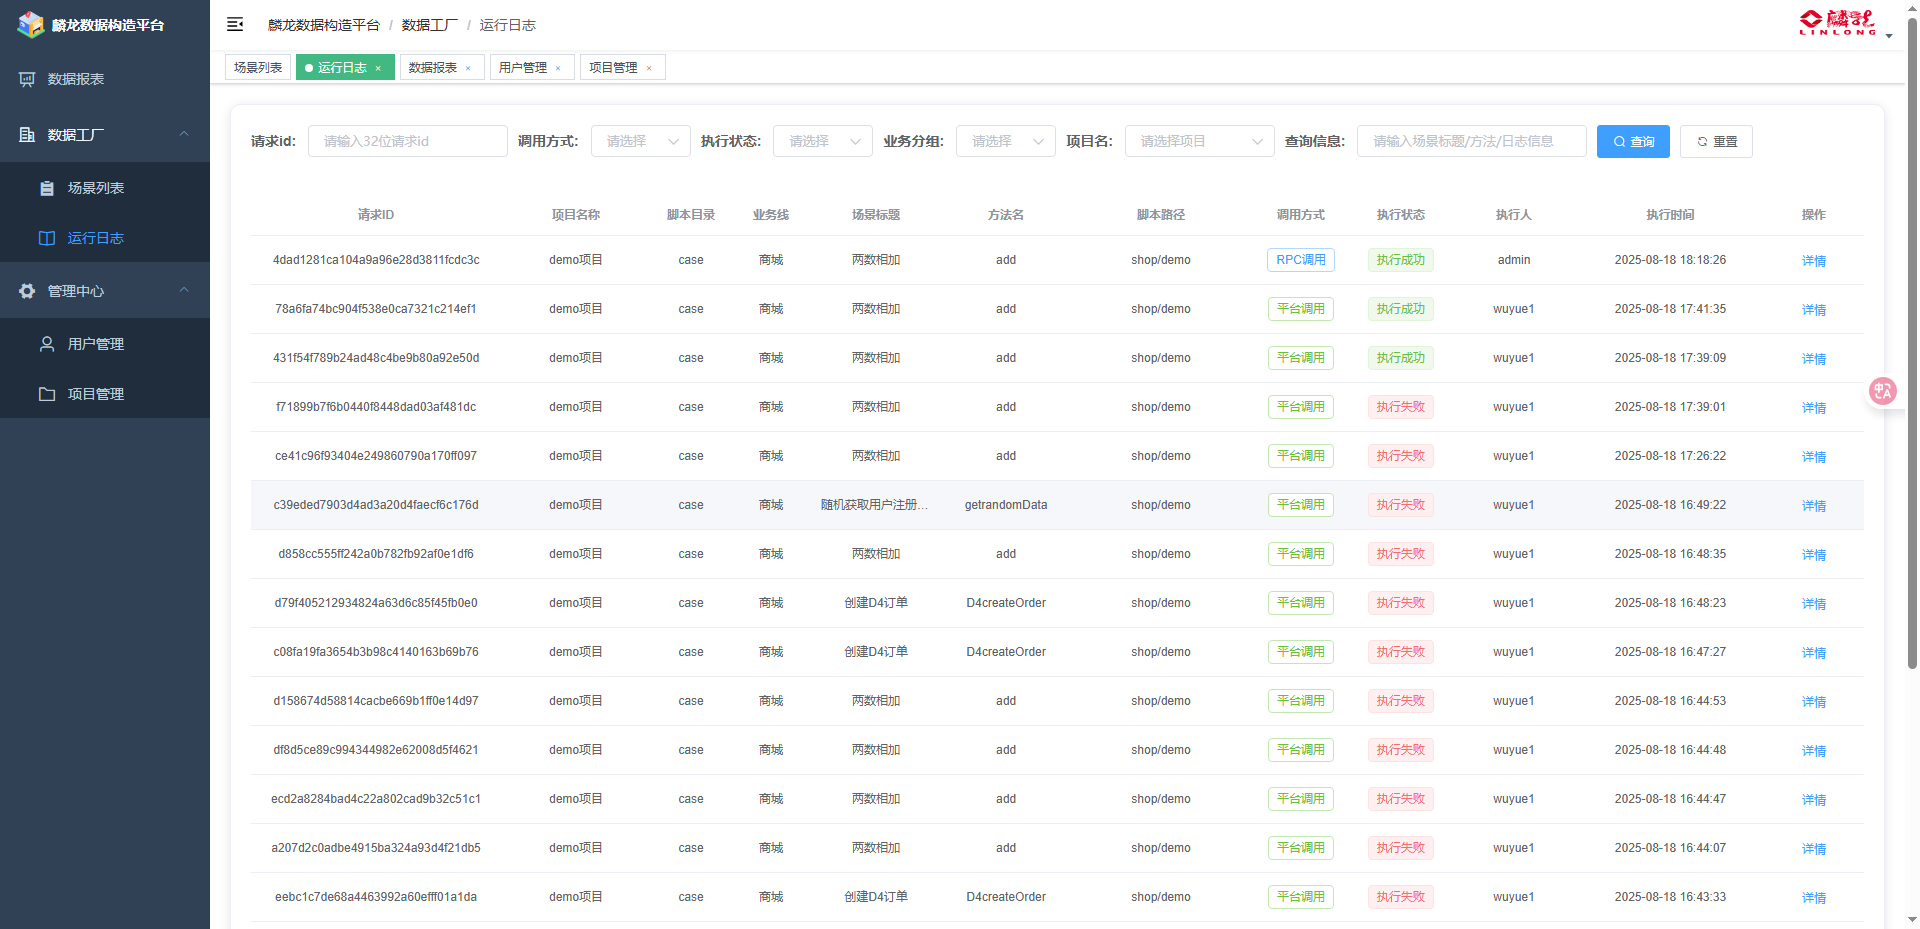 麟龙数据构造平台
数据报表
数据工厂
场景列表
运行日志
管理中心
用户管理
项目管理
麟龙数据构造平台 / 数据工厂 / 运行日志
麟龙
LINLONG
场景列表 运行日志 × 数据报表 × 用户管理 × 项目管理 ×
请求id: 请输入32位请求id 调用方式: 请选择 执行状态: 请选择 业务分组: 请选择 项目名: 请选择项目 查询信息: 请输入场景标题/方法/日志信息 查询 重置
请求ID 项目名称 脚本目录 业务线 场景标题 方法名 脚本路径 调用方式 执行状态 执行人 执行时间 操作
4dad1281ca104a9a96e28d3811fcdc3c demo项目 case 商城 两数相加 add shop/demo RPC调用 执行成功 admin 2025-08-18 18:18:26 详情
78a6fa74bc904f538e0ca7321c214ef1 demo项目 case 商城 两数相加 add shop/demo 平台调用 执行成功 wuyue1 2025-08-18 17:41:35 详情
431f54f789b24ad48c4be9b80a92e50d demo项目 case 商城 两数相加 add shop/demo 平台调用 执行成功 wuyue1 2025-08-18 17:39:09 详情
f71899b7f6b0440f8448dad03af481dc demo项目 case 商城 两数相加 add shop/demo 平台调用 执行失败 wuyue1 2025-08-18 17:39:01 详情
ce41c96f93404e249860790a170ff097 demo项目 case 商城 两数相加 add shop/demo 平台调用 执行失败 wuyue1 2025-08-18 17:26:22 详情
c39eded7903d4ad3a20d4faecf6c176d demo项目 case 商城 随机获取用户注册… getrandomData shop/demo 平台调用 执行失败 wuyue1 2025-08-18 16:49:22 详情
d858cc555ff242a0b782fb92af0e1df6 demo项目 case 商城 两数相加 add shop/demo 平台调用 执行失败 wuyue1 2025-08-18 16:48:35 详情
d79f405212934824a63d6c85f45fb0e0 demo项目 case 商城 创建D4订单 D4createOrder shop/demo 平台调用 执行失败 wuyue1 2025-08-18 16:48:23 详情
c08fa19fa3654b3b98c4140163b69b76 demo项目 case 商城 创建D4订单 D4createOrder shop/demo 平台调用 执行失败 wuyue1 2025-08-18 16:47:27 详情
d158674d58814cacbe669b1ff0e14d97 demo项目 case 商城 两数相加 add shop/demo 平台调用 执行失败 wuyue1 2025-08-18 16:44:53 详情
df8d5ce89c994344982e62008d5f4621 demo项目 case 商城 两数相加 add shop/demo 平台调用 执行失败 wuyue1 2025-08-18 16:44:48 详情
ecd2a8284bad4c22a802cad9b32c51c1 demo项目 case 商城 两数相加 add shop/demo 平台调用 执行失败 wuyue1 2025-08-18 16:44:47 详情
a207d2c0adbe4915ba324a93d4f21db5 demo项目 case 商城 两数相加 add shop/demo 平台调用 执行失败 wuyue1 2025-08-18 16:44:07 详情
eebc1c7de68a4463992a60efff01a1da demo项目 case 商城 创建D4订单 D4createOrder shop/demo 平台调用 执行失败 wuyue1 2025-08-18 16:43:33 详情